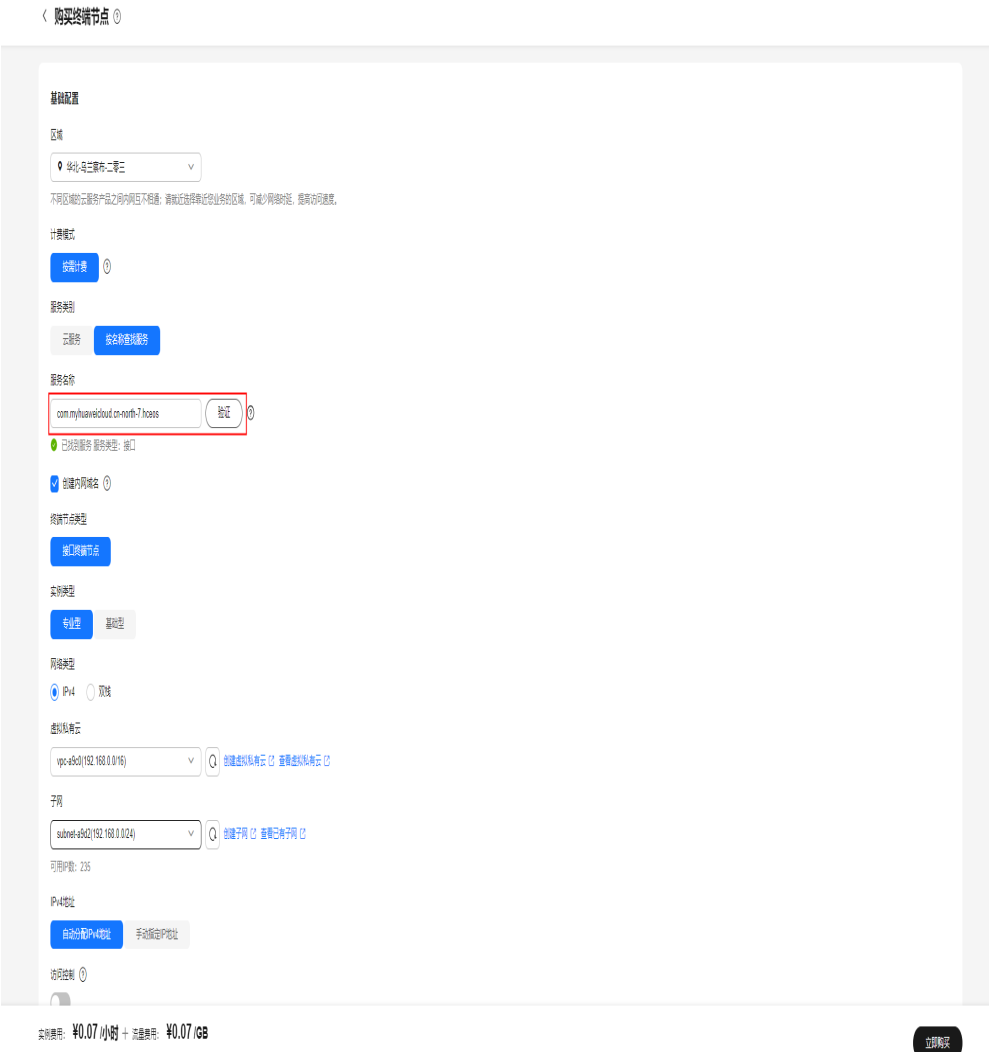 购买终端节点
基础配置
区域
华北-乌兰察布-二零三
不同区域的云服务产品之间内网互不相通；请就近选择靠近您业务的区域，可减少网络时延，提高访问速度。
计费模式
按需计费
服务类别
云服务 按名称查找服务
服务名称
com.myhuaweicloud.cn-north-7.hceos 验证
已找到服务 服务类型：接口
创建内网域名
终端节点类型
接口终端节点
实例类型
专业型 基础型
网络类型
IPv4 双栈
虚拟私有云
vpc-a9c0(192.168.0.0/16) 创建虚拟私有云 查看虚拟私有云
子网
subnet-a9d2(192.168.0.0/24) 创建子网 查看已有子网
可用IP数：235
IPv4地址
自动分配IPv4地址 手动指定IP地址
访问控制
实例费用：¥0.07 /小时 + 流量费用：¥0.07 /GB
立即购买